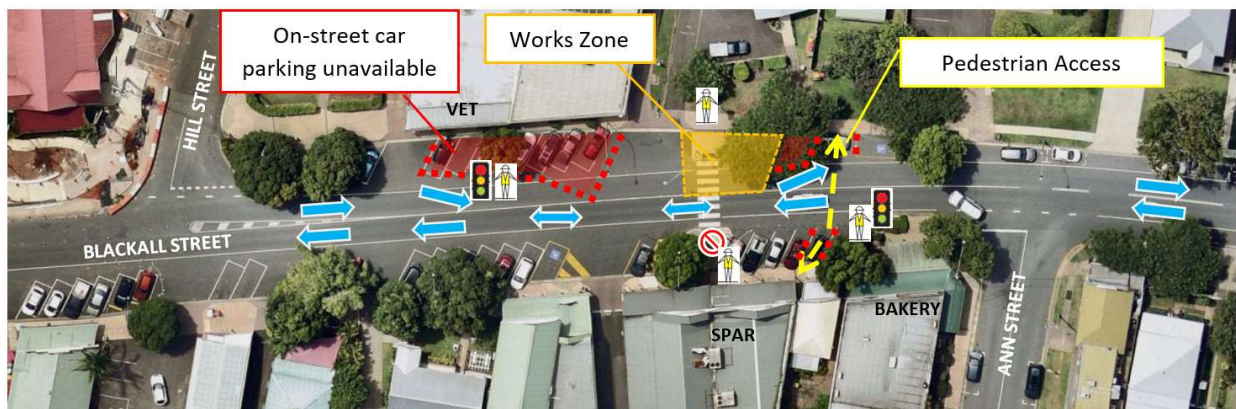 On-street car
parking unavailable
Works Zone
Pedestrian Access
HILL STREET
VET
BLACKALL STREET
SPAR
BAKERY
ANN STREET